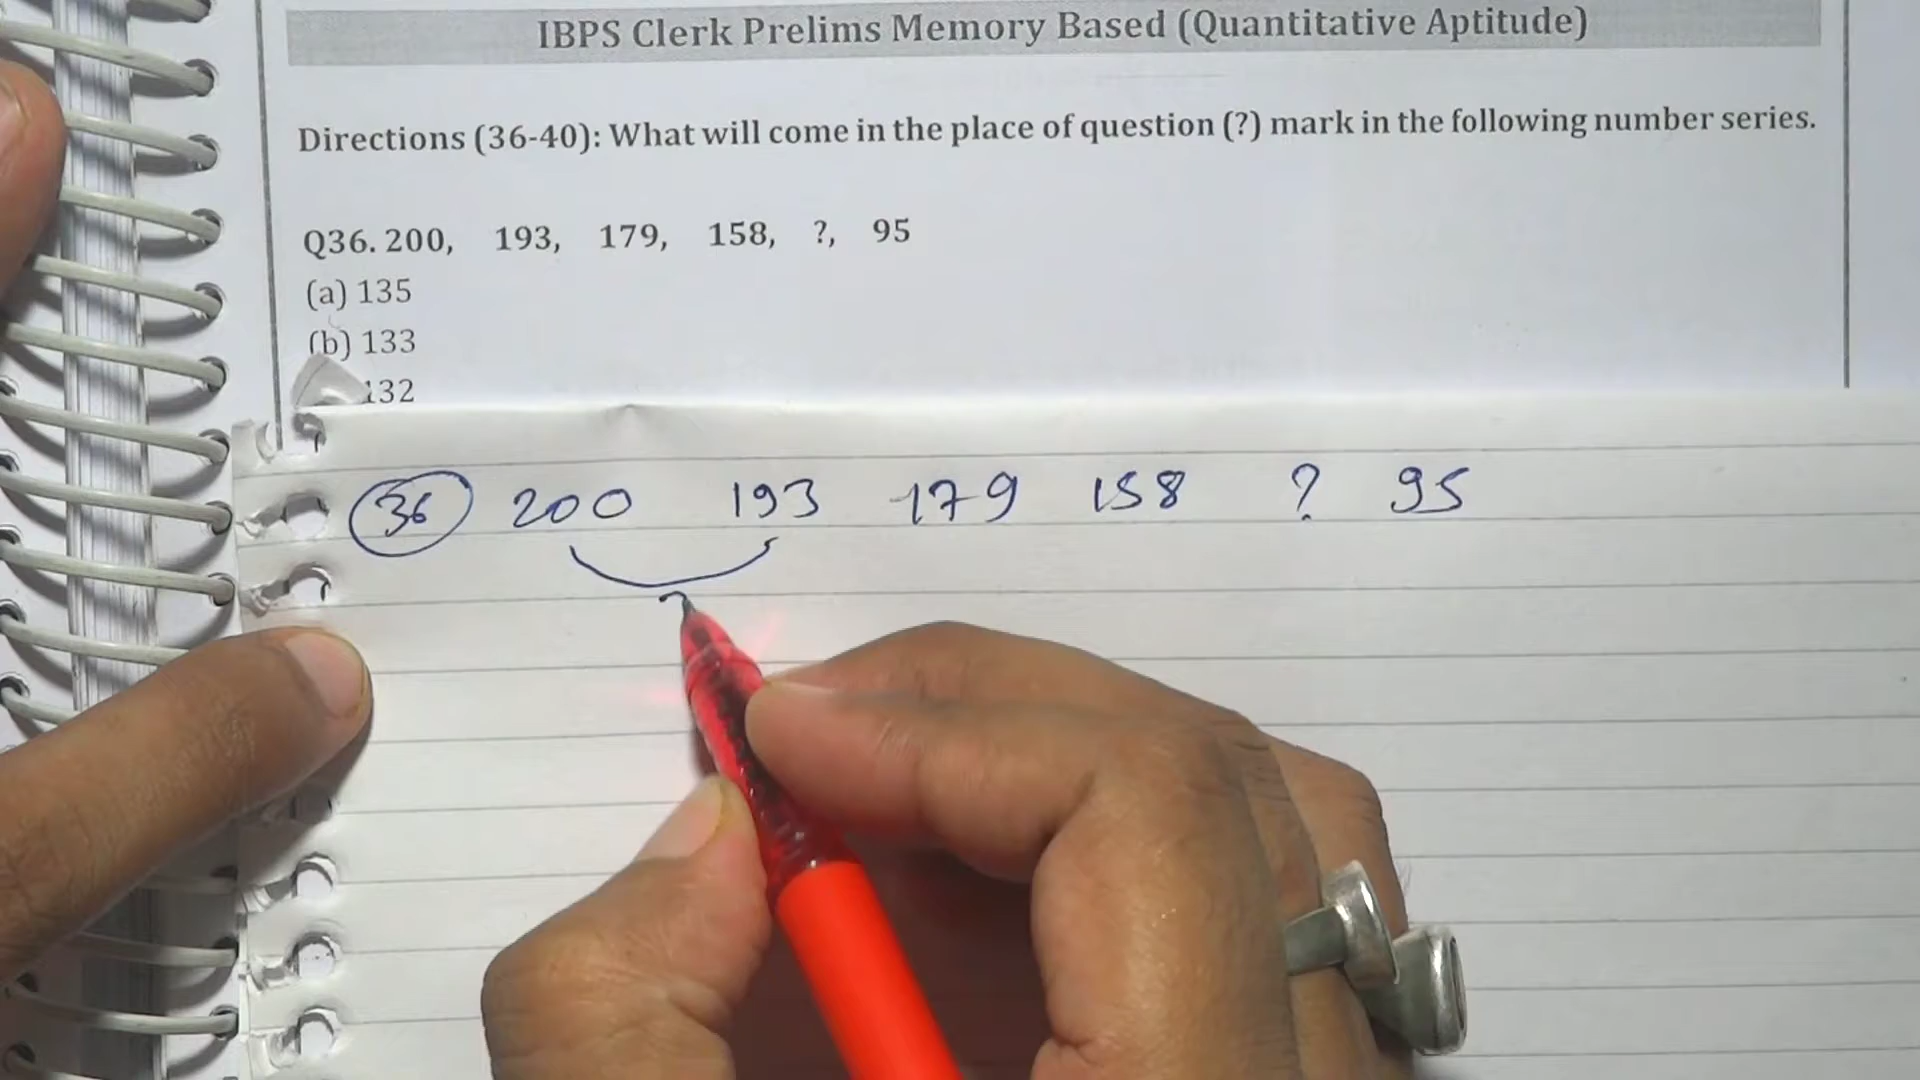 IBPS Clerk Prelims Memory Based (Quantitative Aptitude)
Directions (36-40): What will come in the place of question (?) mark in the following number series.
Q36. 200, 193, 179, 158, ?, 95
(a) 135
(b) 133
132
36 200 193 179 158 ? 95